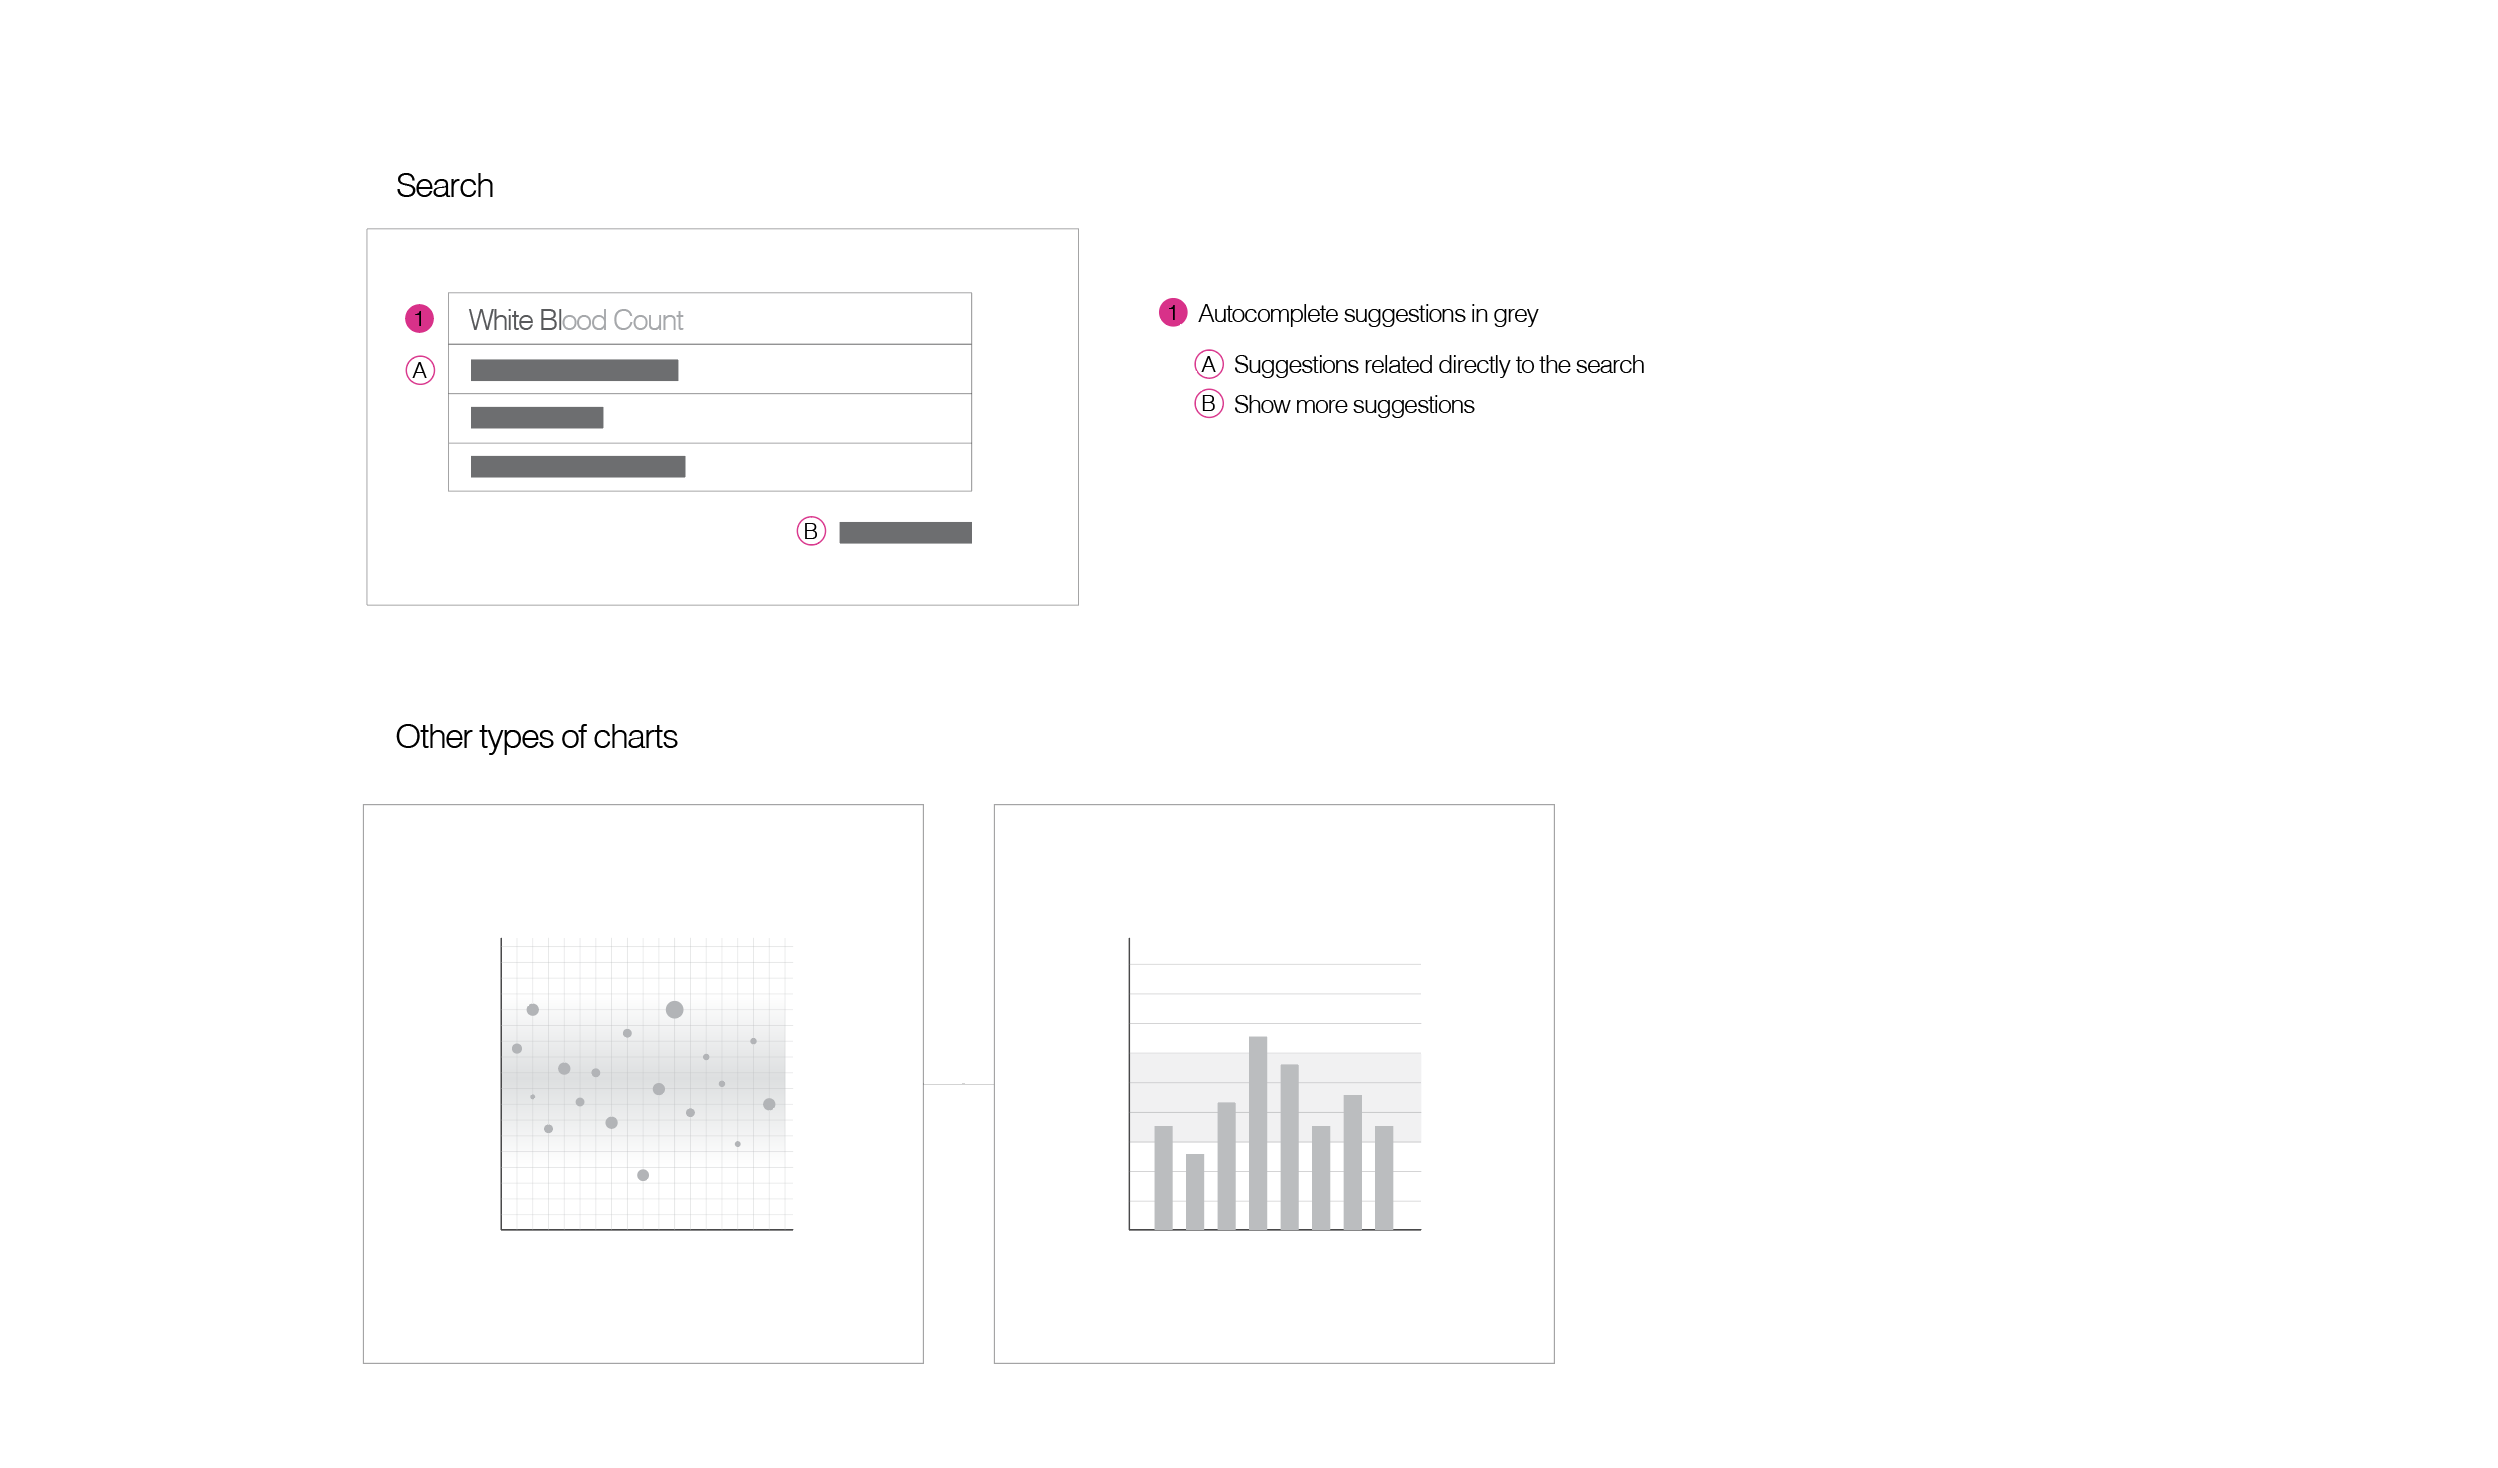 Search
1 White Blood Count
A
B
1 Autocomplete suggestions in grey
A Suggestions related directly to the search
B Show more suggestions
Other types of charts